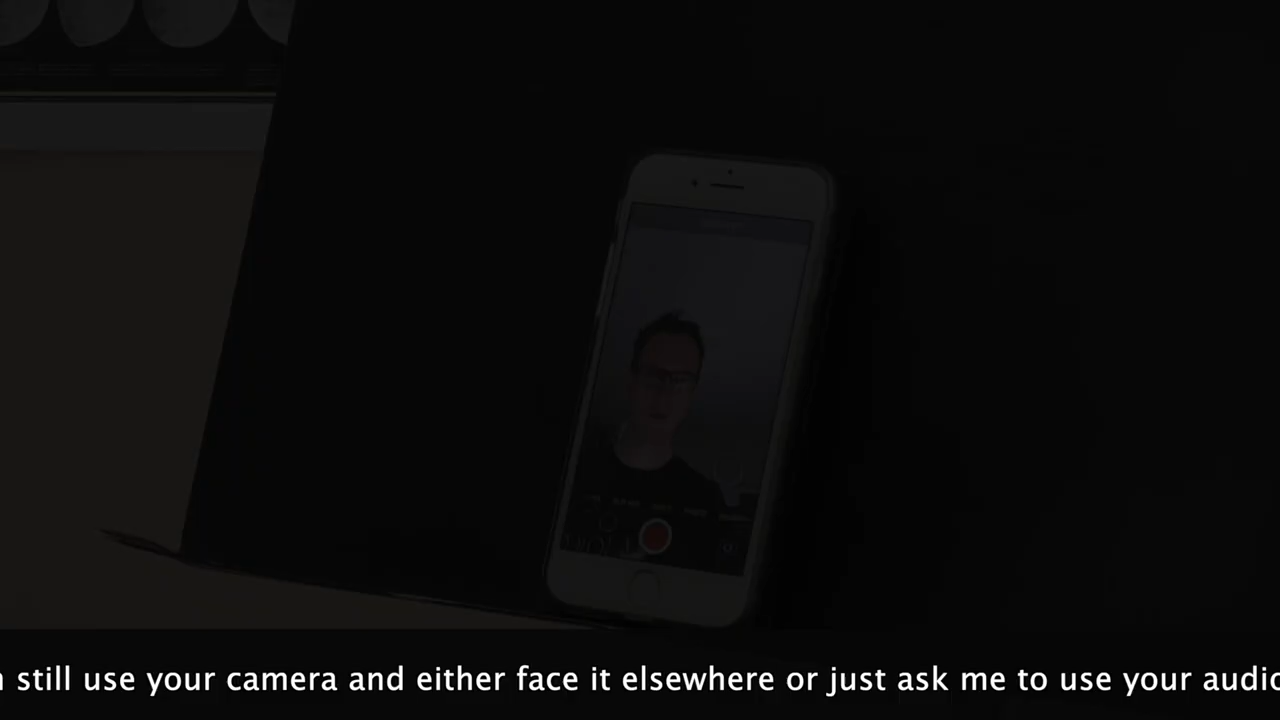 still use your camera and either face it elsewhere or just ask me to use your audio